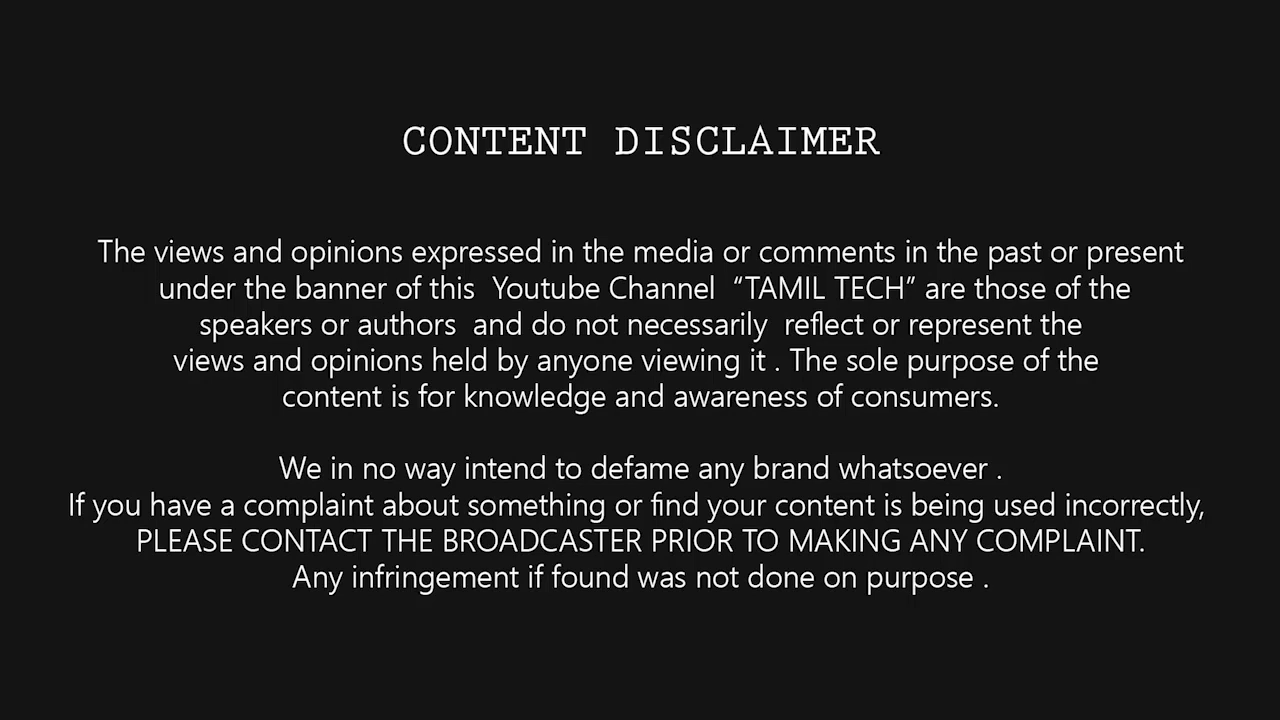 CONTENT DISCLAIMER
The views and opinions expressed in the media or comments in the past or present
under the banner of this  Youtube Channel  “TAMIL TECH” are those of the
speakers or authors  and do not necessarily  reflect or represent the
views and opinions held by anyone viewing it . The sole purpose of the
content is for knowledge and awareness of consumers.
We in no way intend to defame any brand whatsoever .
If you have a complaint about something or find your content is being used incorrectly,
PLEASE CONTACT THE BROADCASTER PRIOR TO MAKING ANY COMPLAINT.
Any infringement if found was not done on purpose .